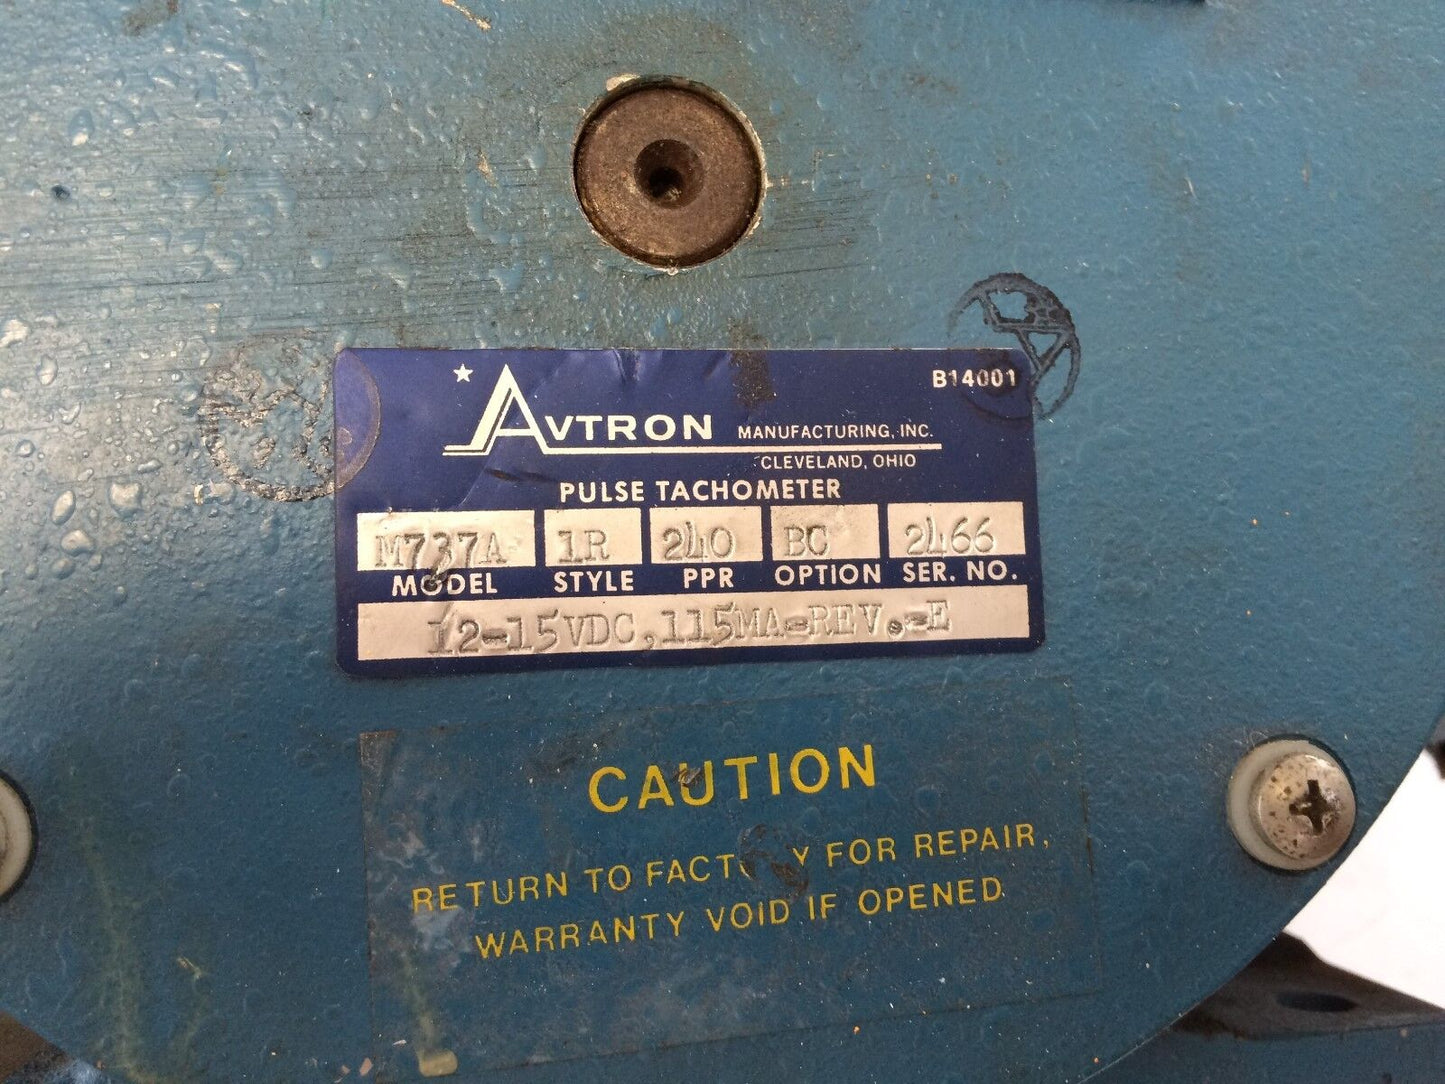 B14001
AVTRON MANUFACTURING, INC.
CLEVELAND, OHIO
PULSE TACHOMETER
M737A 1R 240 BC 2466
MODEL STYLE PPR OPTION SER. NO.
12-15VDC, 115MA-REV.-E
CAUTION
RETURN TO FACTORY FOR REPAIR,
WARRANTY VOID IF OPENED